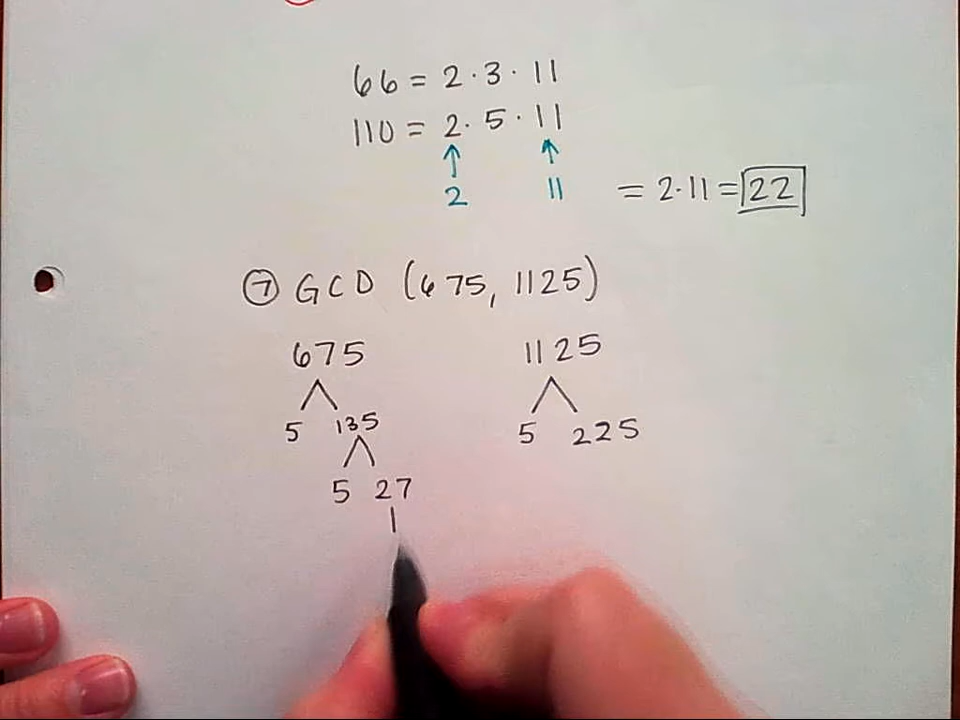 66 = 2 · 3 · 11
110 = 2 · 5 · 11
2 11 = 2·11 = 22
⑦ GCD (675, 1125)
675 1125
5 135 5 225
5 27